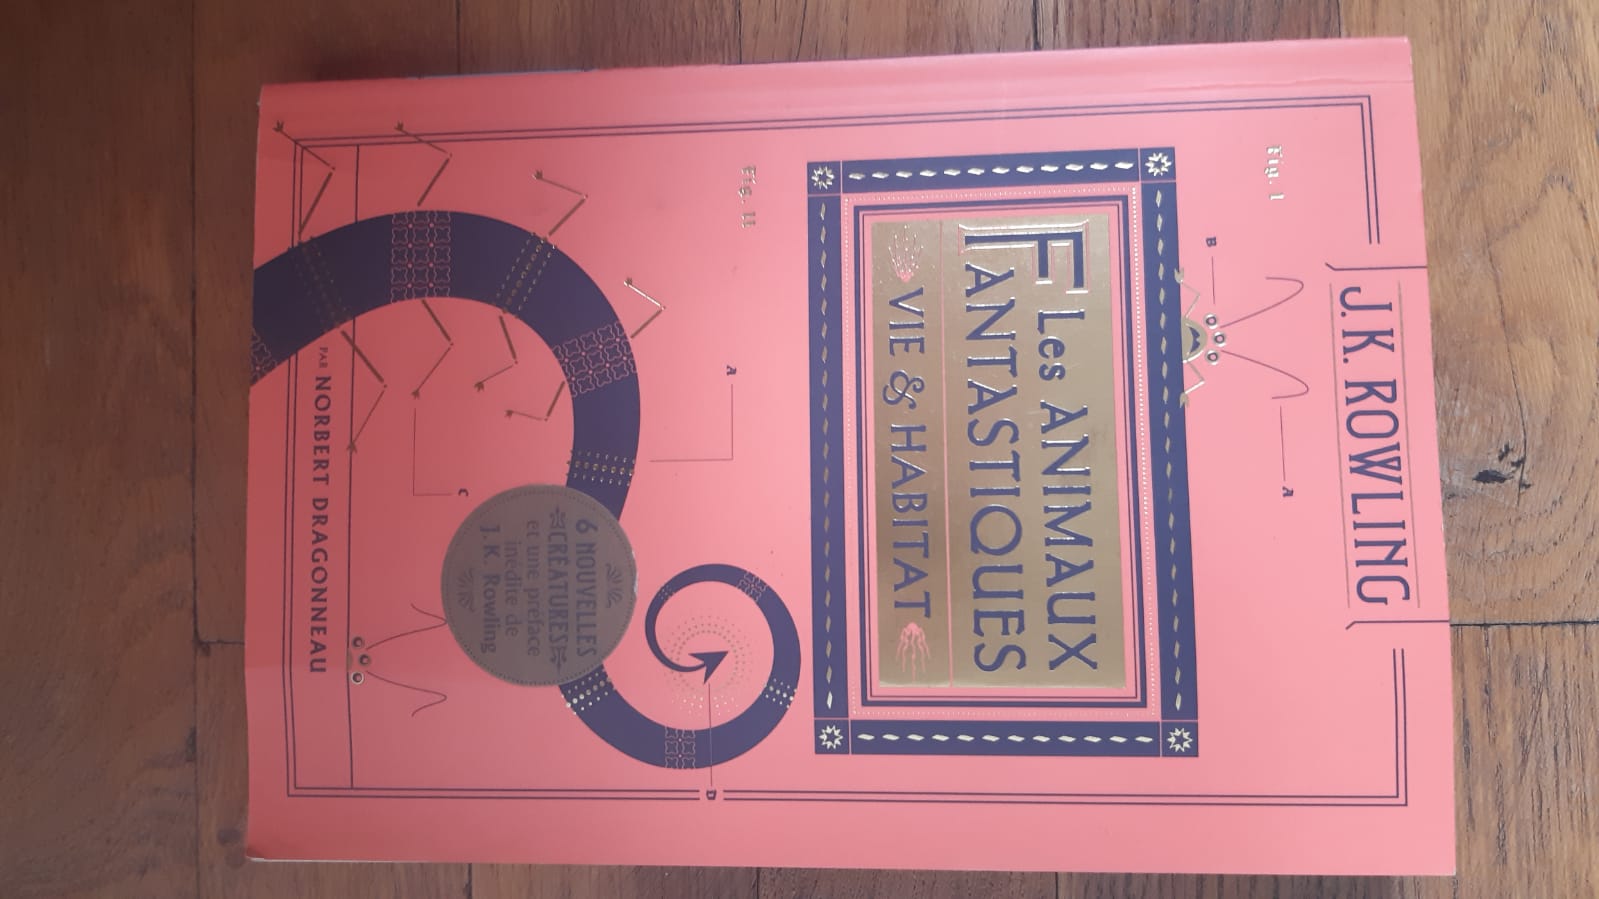 J.K. ROWLING
Fig. I
A
B
Les ANIMAUX
FANTASTIQUES
VIE & HABITAT
Fig. II
A
D
6 NOUVELLES
CRÉATURES
et une préface
inédite de
J. K. Rowling
C
PAR NORBERT DRAGONNEAU